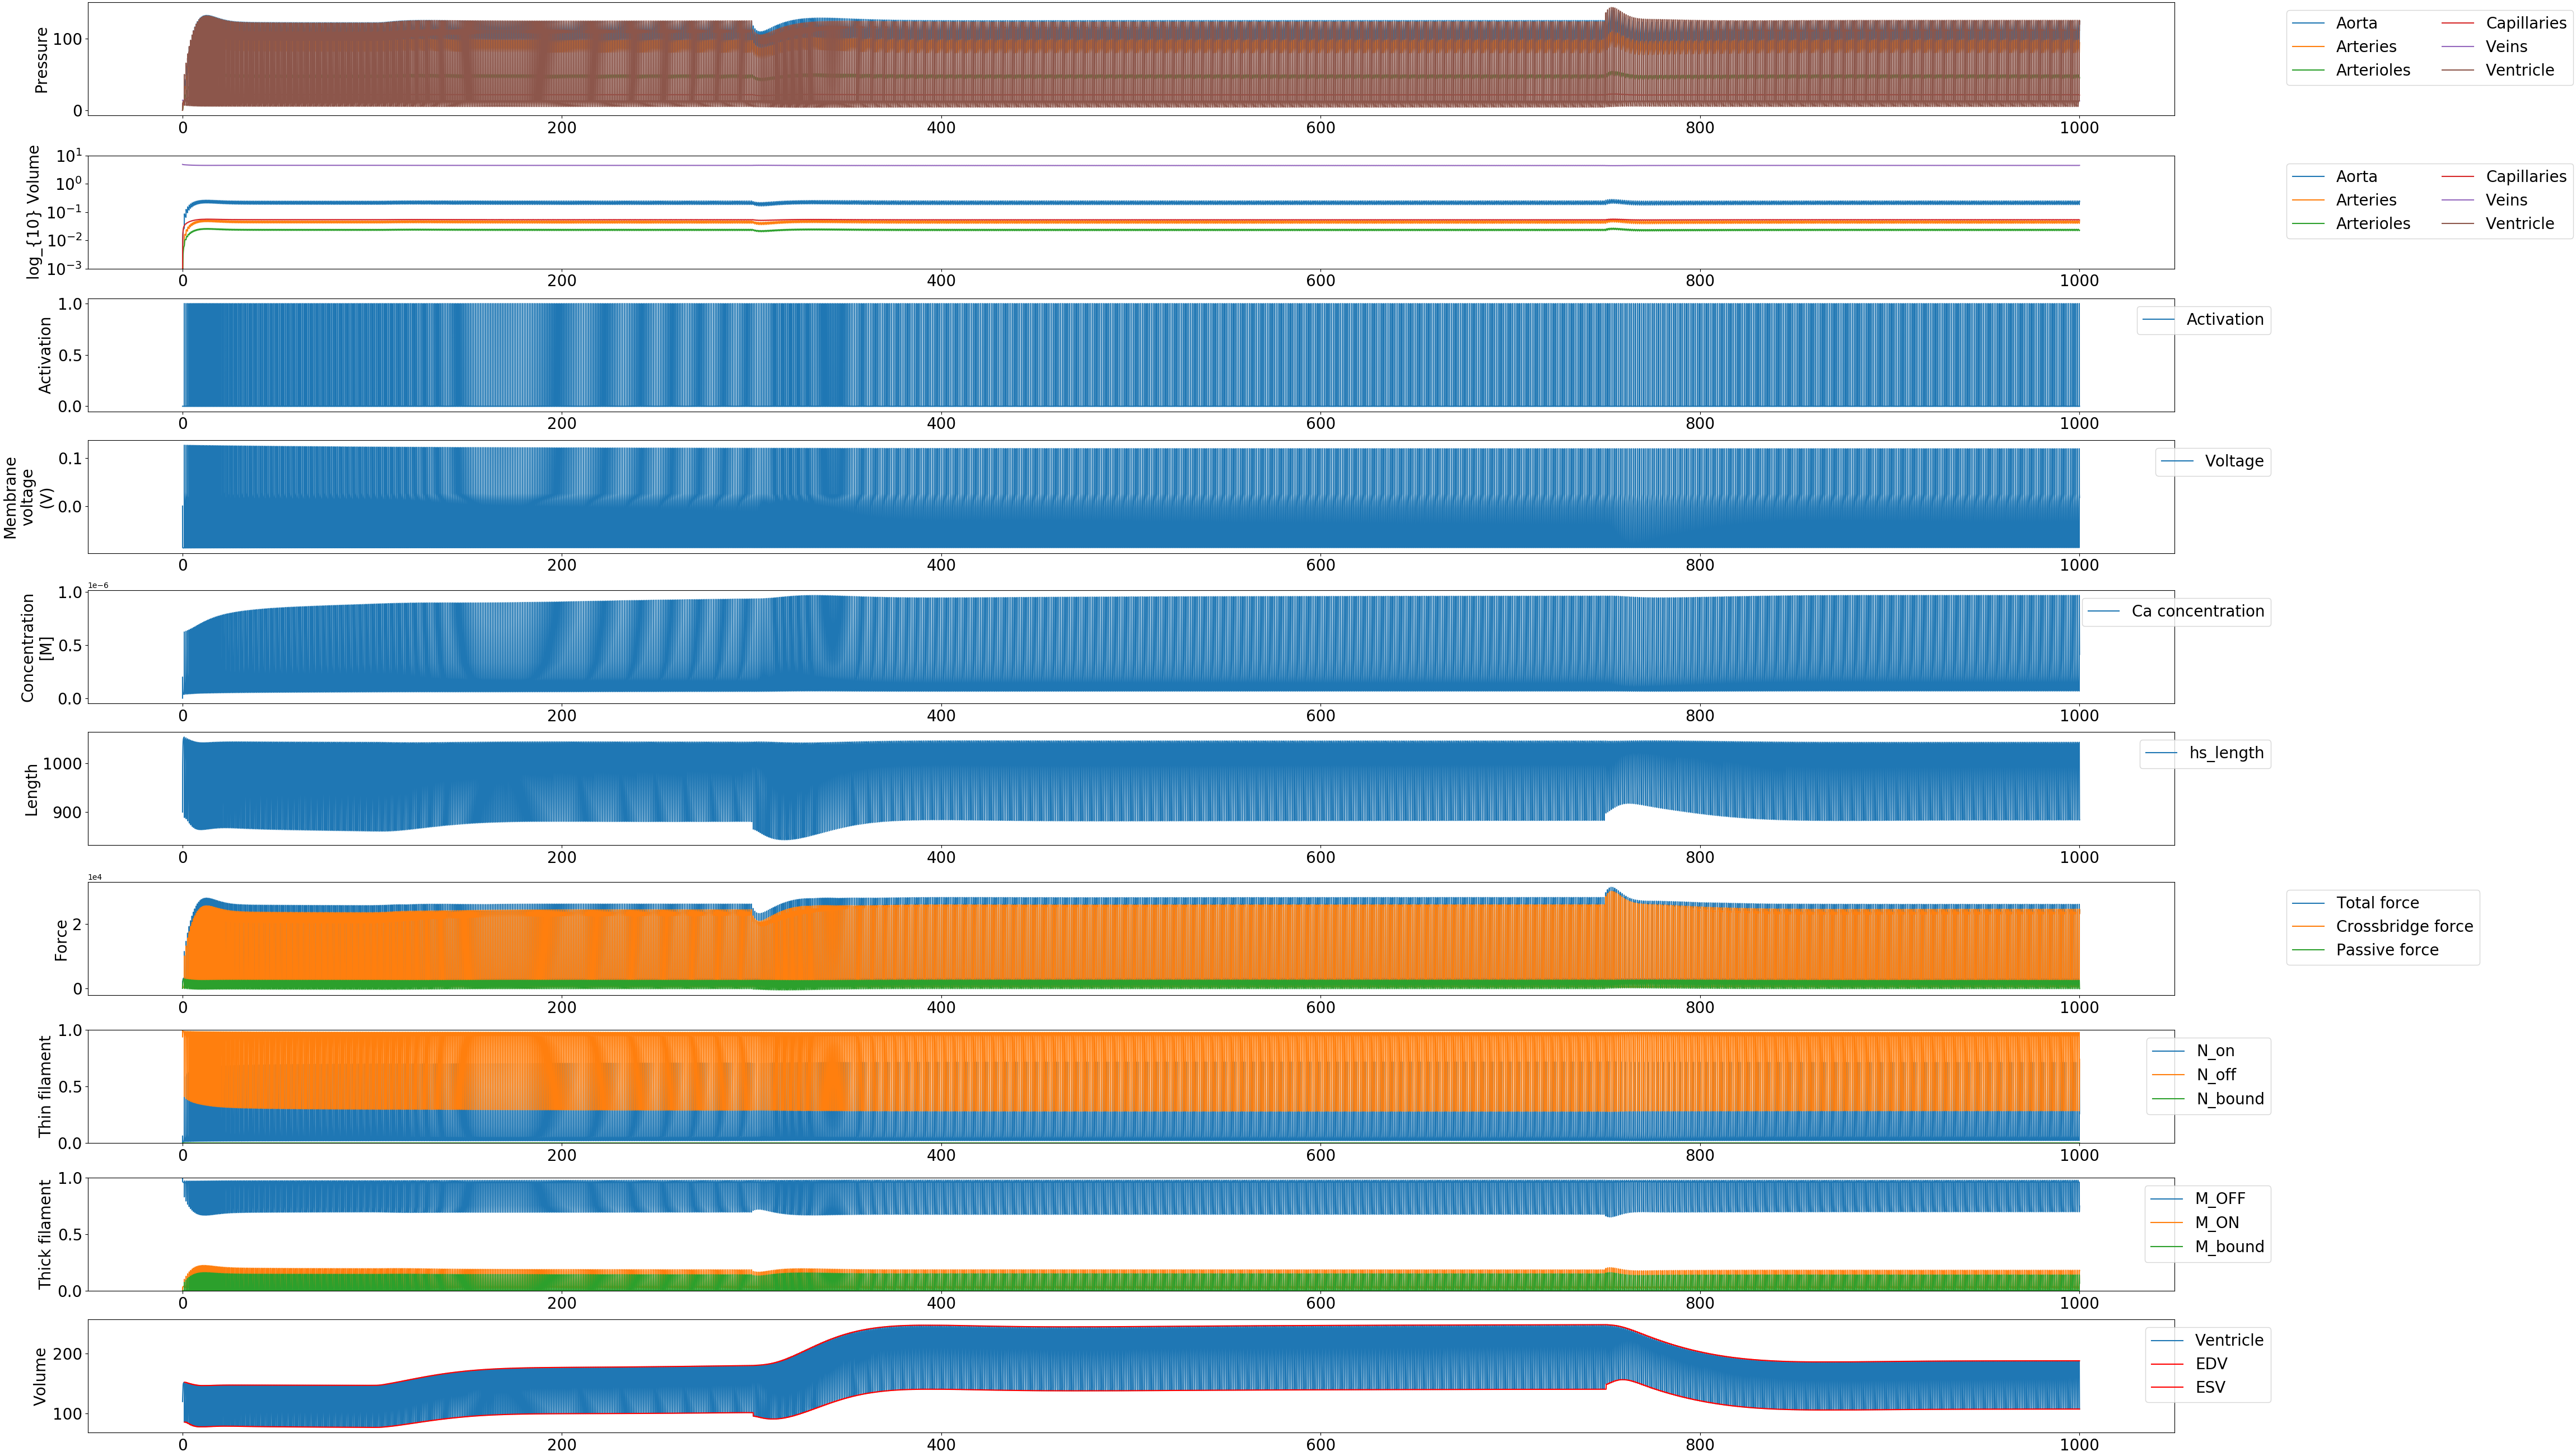 Pressure
100
0
0 200 400 600 800 1000
Aorta Capillaries
Arteries Veins
Arterioles Ventricle
log_{10} Volume
10¹
10⁰
10⁻¹
10⁻²
10⁻³
0 200 400 600 800 1000
Aorta Capillaries
Arteries Veins
Arterioles Ventricle
Activation
1.0
0.5
0.0
0 200 400 600 800 1000
Activation
Membrane
voltage
(V)
0.1
0.0
0 200 400 600 800 1000
Voltage
Concentration
[M]
1e−6
1.0
0.5
0.0
0 200 400 600 800 1000
Ca concentration
Length
1000
900
0 200 400 600 800 1000
hs_length
Force
1e4
2
0
0 200 400 600 800 1000
Total force
Crossbridge force
Passive force
Thin filament
1.0
0.5
0.0
0 200 400 600 800 1000
N_on
N_off
N_bound
Thick filament
1.0
0.5
0.0
0 200 400 600 800 1000
M_OFF
M_ON
M_bound
Volume
200
100
0 200 400 600 800 1000
Ventricle
EDV
ESV